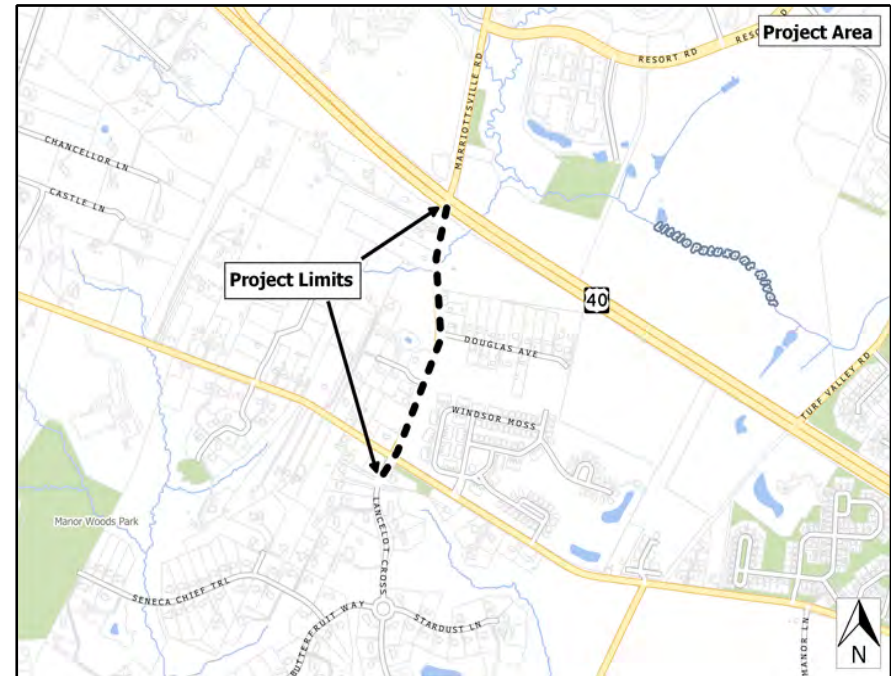 Project Area
RESORT RD
RESO
MARRIOTTSVILLE RD
CHANCELLOR LN
CASTLE LN
Little Patuxent River
Project Limits
40
DOUGLAS AVE
TURF VALLEY RD
WINDSOR MOSS
Manor Woods Park
LANCELOT CROSS
SENECA CHIEF TRL
BUTTERFRUIT WAY
STARDUST LN
MANOR LN
N